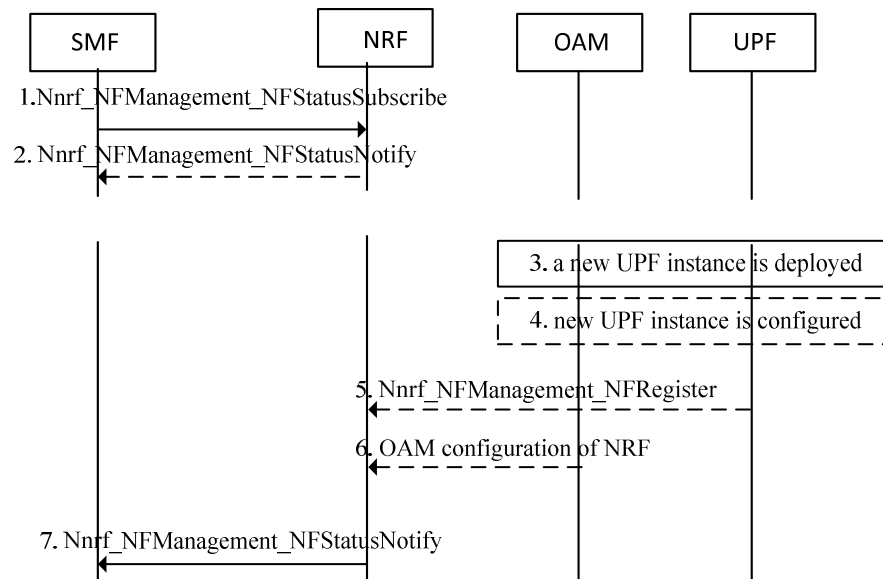 SMF
NRF
OAM
UPF
1.Nnrf_NFManagement_NFStatusSubscribe
2. Nnrf_NFManagement_NFStatusNotify
3. a new UPF instance is deployed
4. new UPF instance is configured
5. Nnrf_NFManagement_NFRegister
6. OAM configuration of NRF
7. Nnrf_NFManagement_NFStatusNotify